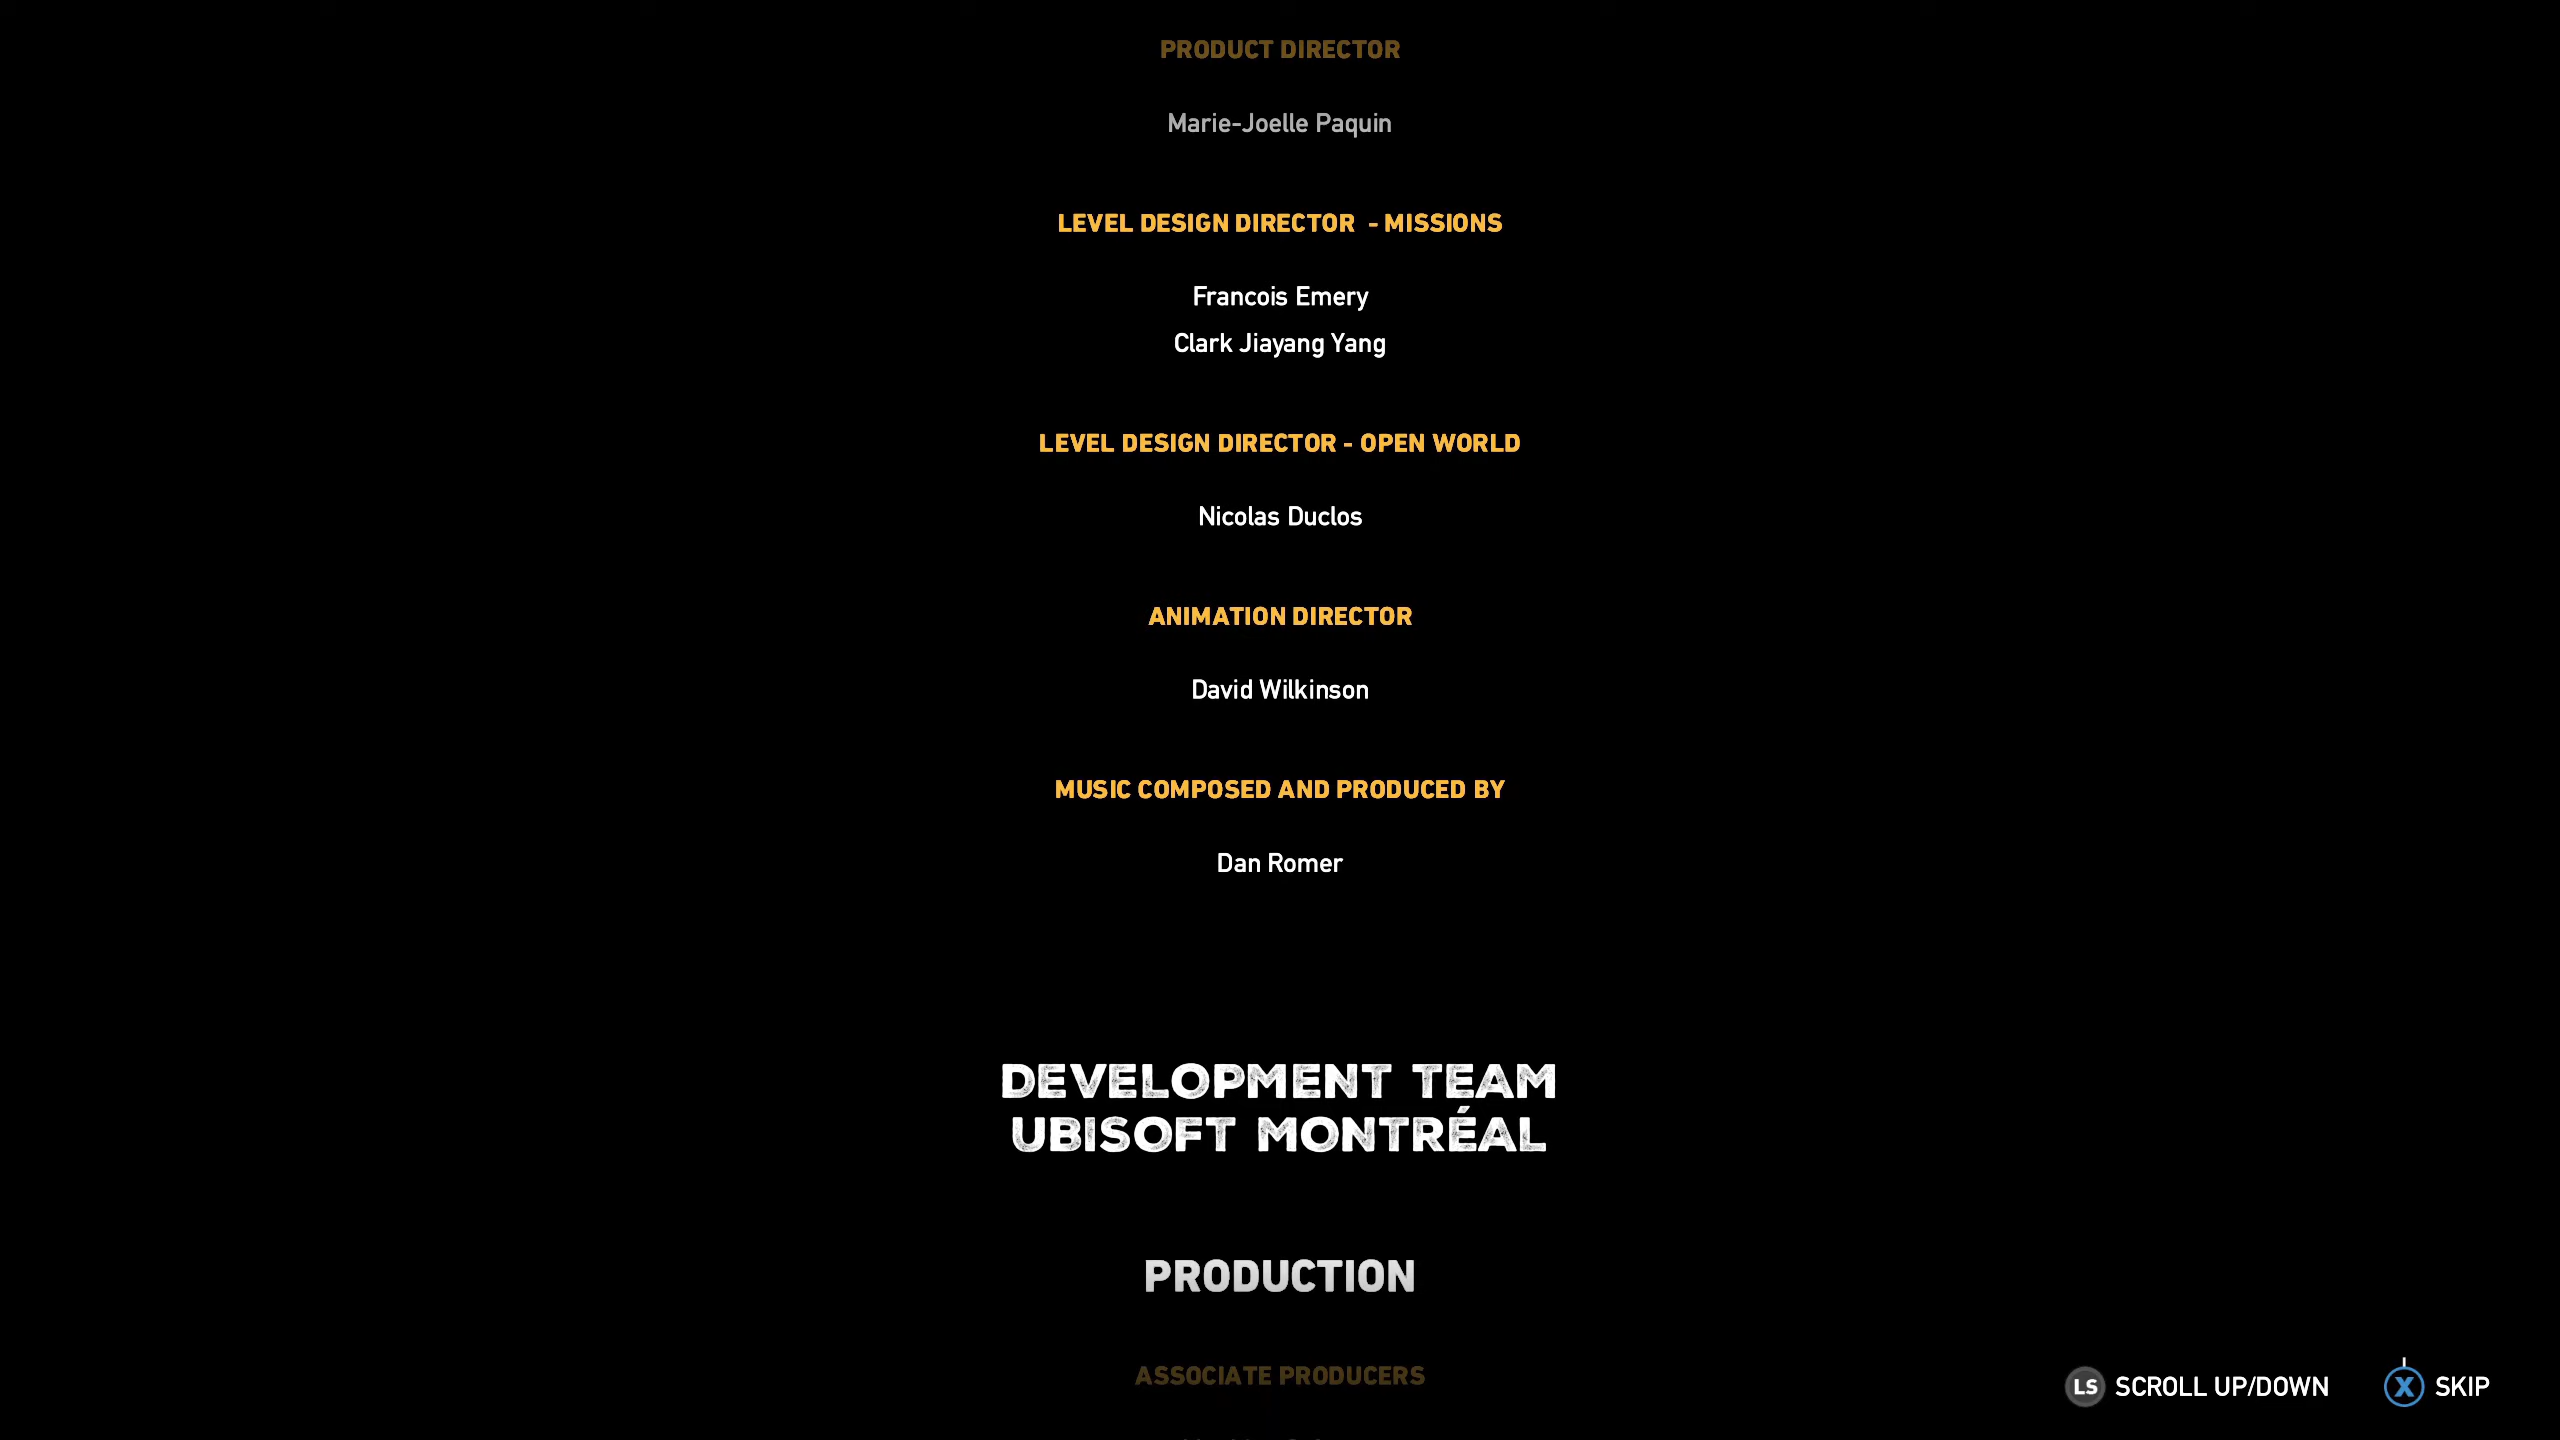 PRODUCT DIRECTOR
Marie-Joelle Paquin
LEVEL DESIGN DIRECTOR  - MISSIONS
Francois Emery
Clark Jiayang Yang
LEVEL DESIGN DIRECTOR - OPEN WORLD
Nicolas Duclos
ANIMATION DIRECTOR
David Wilkinson
MUSIC COMPOSED AND PRODUCED BY
Dan Romer
DEVELOPMENT TEAM
UBISOFT MONTRÉAL
PRODUCTION
ASSOCIATE PRODUCERS
LS SCROLL UP/DOWN X SKIP